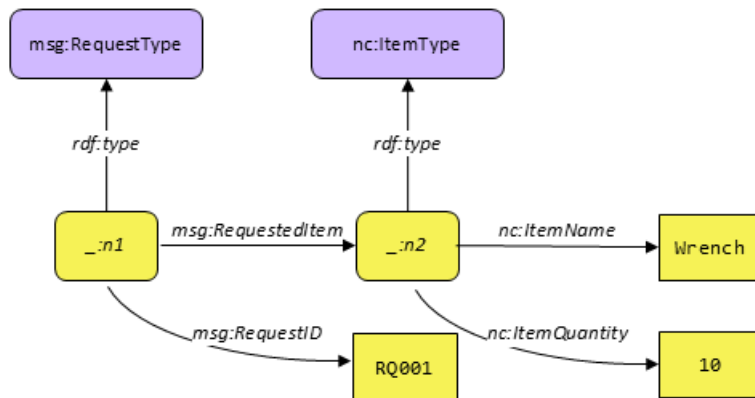 msg:RequestType
nc:ItemType
rdf:type
rdf:type
_:n1
msg:RequestedItem
_:n2
nc:ItemName
Wrench
msg:RequestID
RQ001
nc:ItemQuantity
10